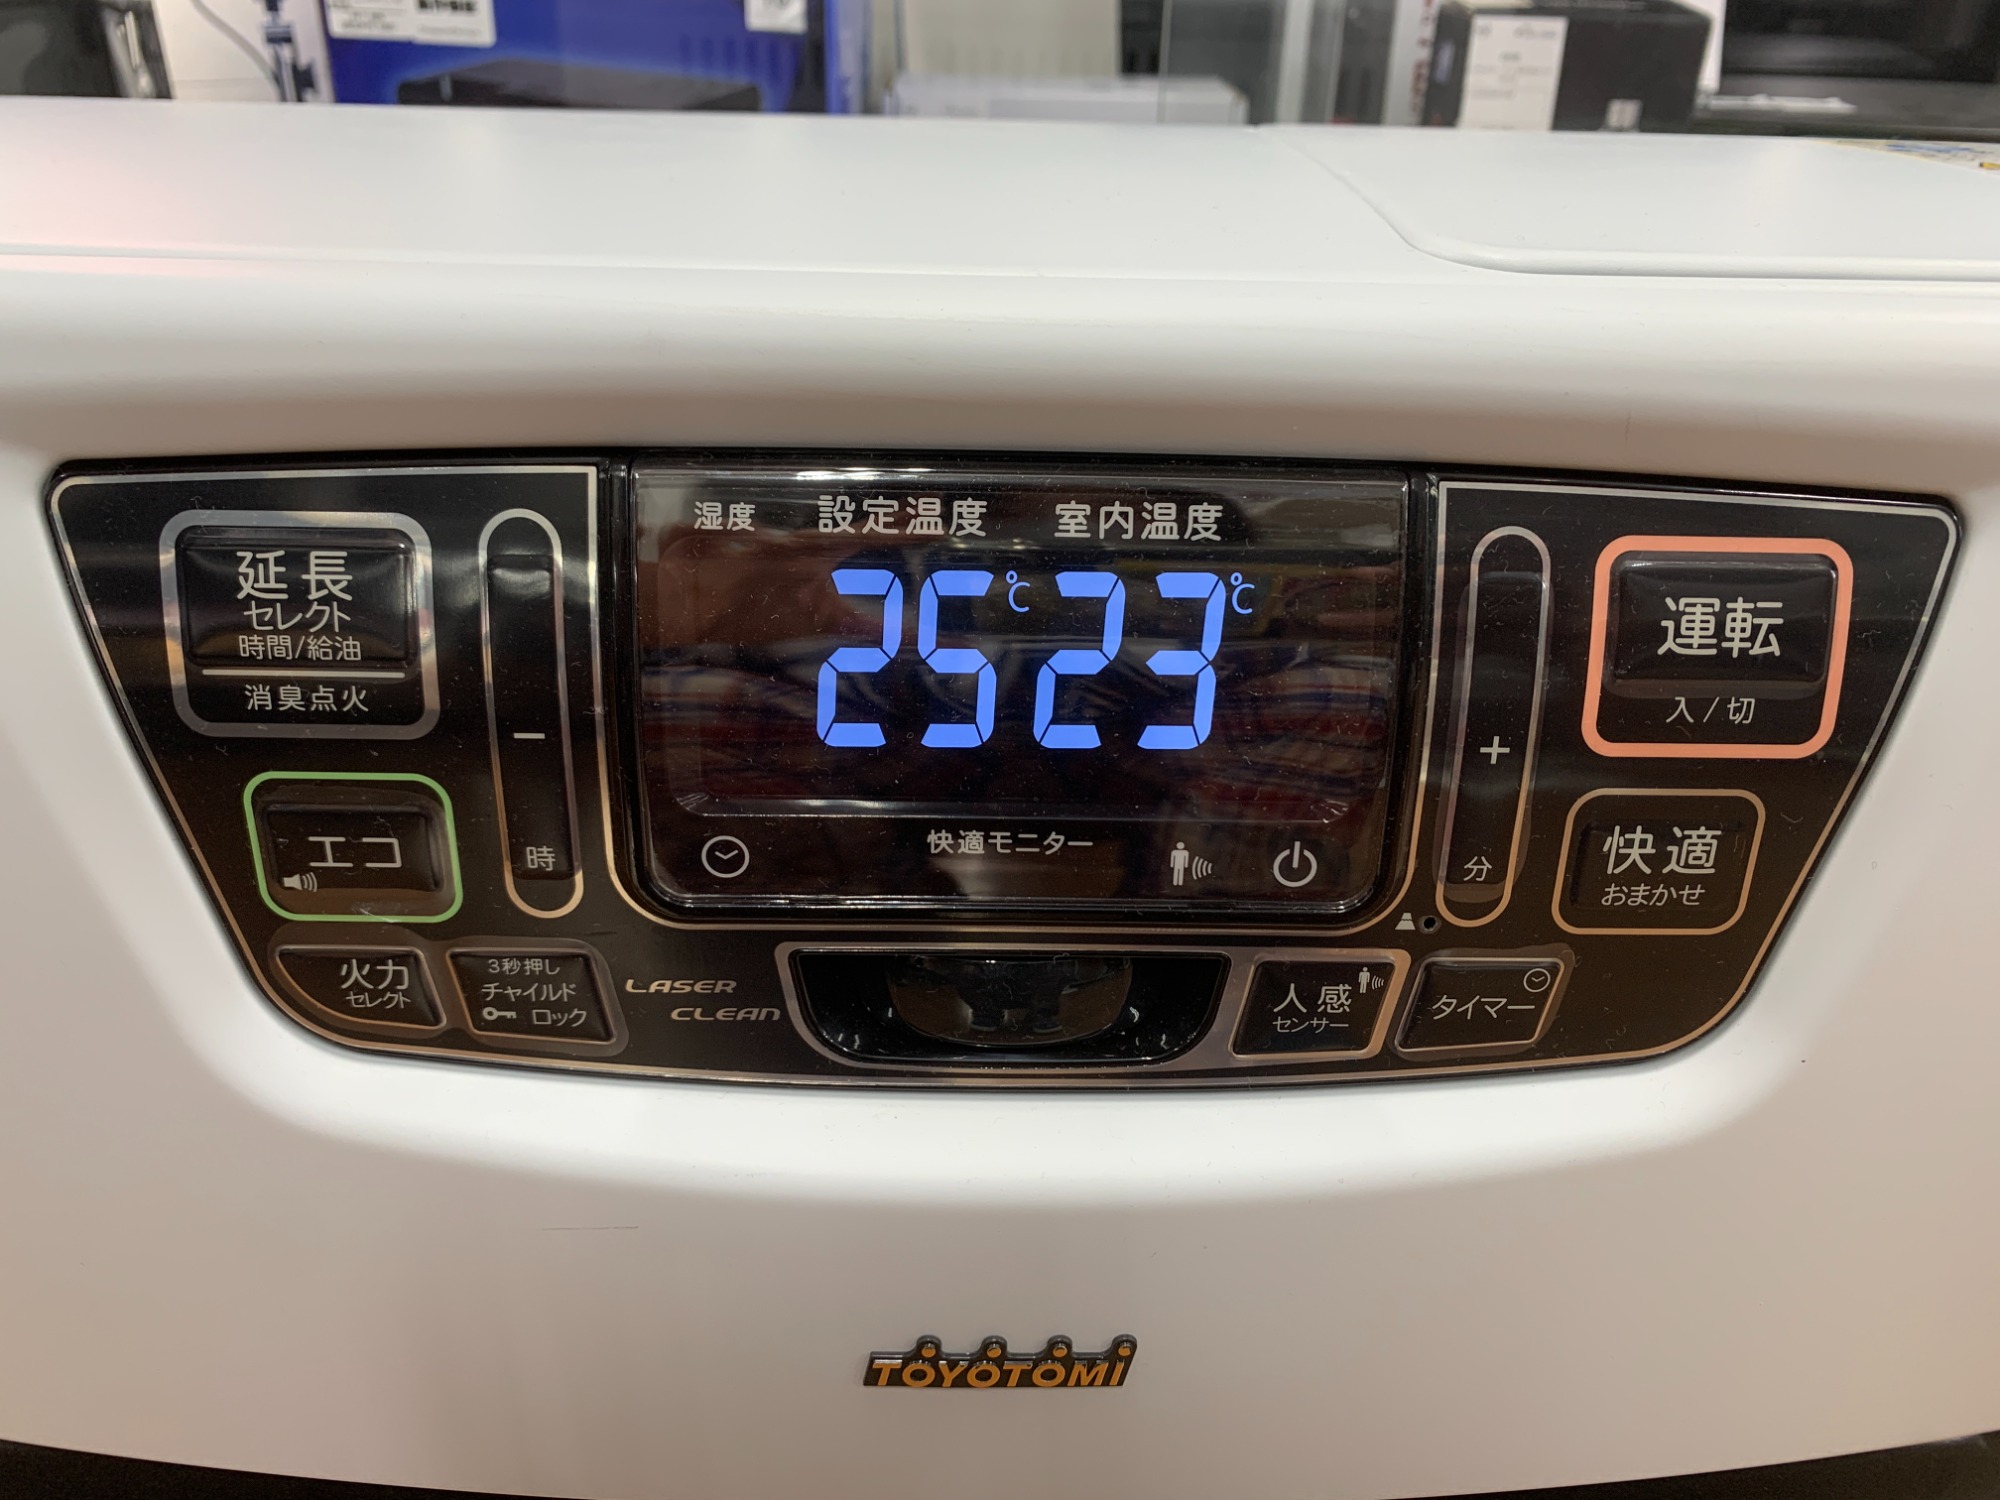 湿度 設定温度 室内温度
25℃ 23℃
快適モニター
延長
セレクト
時間/給油
消臭点火
−
時
エコ
火力
セレクト
3秒押し
チャイルド
ロック
LASER
CLEAN
+
分
運転
入/切
快適
おまかせ
人感
センサー
タイマー
TOYOTOMI